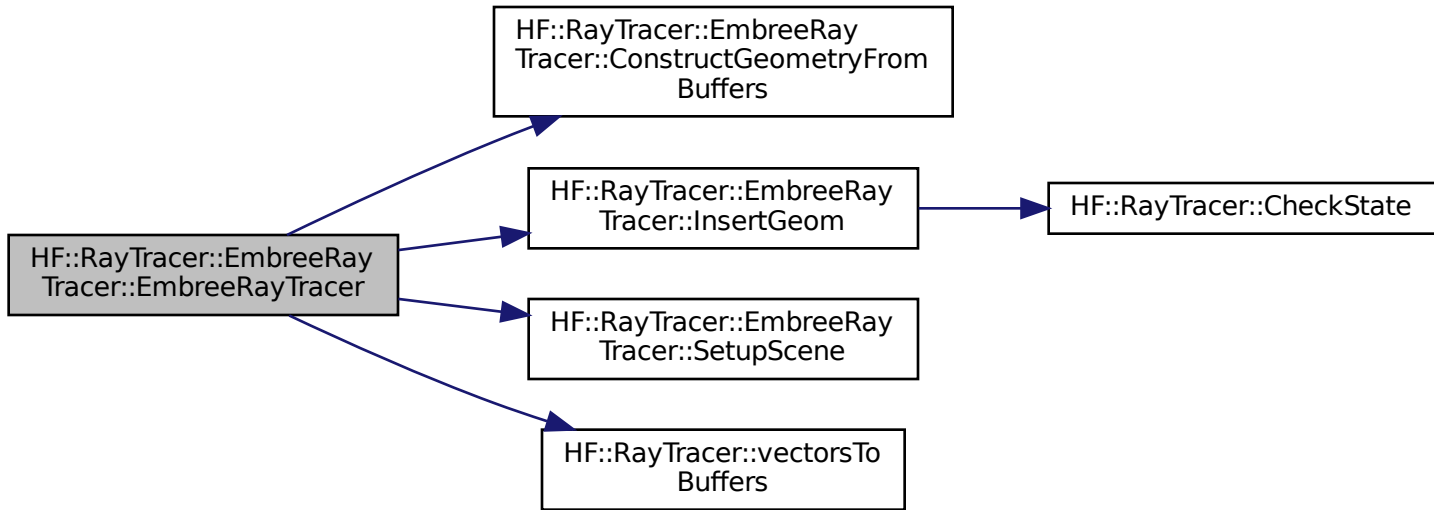 HF::RayTracer::EmbreeRay
Tracer::EmbreeRayTracer
HF::RayTracer::EmbreeRay
Tracer::ConstructGeometryFrom
Buffers
HF::RayTracer::EmbreeRay
Tracer::InsertGeom
HF::RayTracer::CheckState
HF::RayTracer::EmbreeRay
Tracer::SetupScene
HF::RayTracer::vectorsTo
Buffers